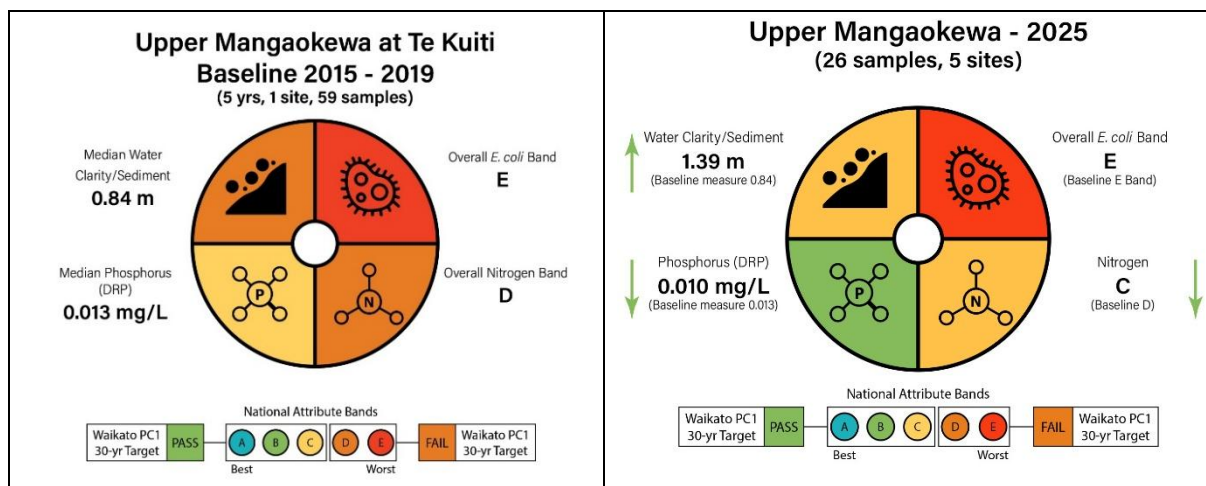 Upper Mangaokewa at Te Kuiti
Baseline 2015 - 2019
(5 yrs, 1 site, 59 samples)
Median Water
Clarity/Sediment
0.84 m
Overall E. coli Band
E
Median Phosphorus
(DRP)
0.013 mg/L
P
N
Overall Nitrogen Band
D
National Attribute Bands
Waikato PC1
30-yr Target
PASS
A
B
C
D
E
FAIL
Waikato PC1
30-yr Target
Best
Worst
Upper Mangaokewa - 2025
(26 samples, 5 sites)
Water Clarity/Sediment
1.39 m
(Baseline measure 0.84)
Overall E. coli Band
E
(Baseline E Band)
Phosphorus (DRP)
0.010 mg/L
(Baseline measure 0.013)
P
N
Nitrogen
C
(Baseline D)
National Attribute Bands
Waikato PC1
30-yr Target
PASS
A
B
C
D
E
FAIL
Waikato PC1
30-yr Target
Best
Worst